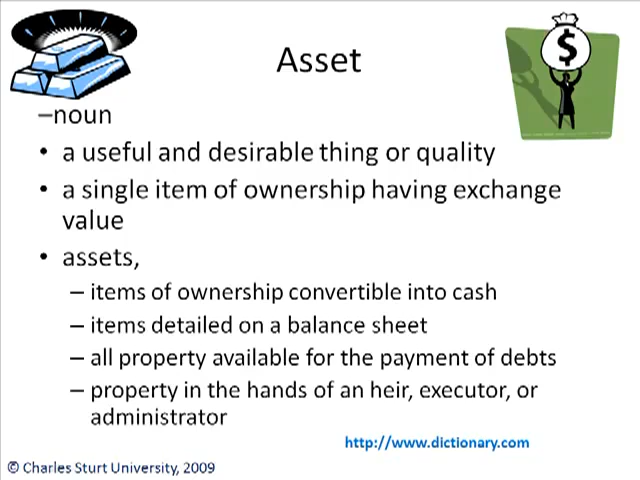 Asset
$
–noun
• a useful and desirable thing or quality
• a single item of ownership having exchange
value
• assets,
– items of ownership convertible into cash
– items detailed on a balance sheet
– all property available for the payment of debts
– property in the hands of an heir, executor, or
administrator
http://www.dictionary.com
© Charles Sturt University, 2009